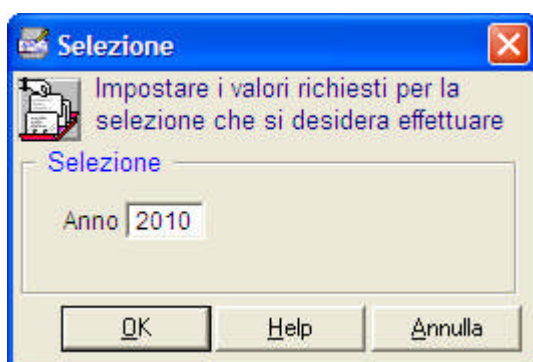 Selezione
Impostare i valori richiesti per la
selezione che si desidera effettuare
Selezione
Anno 2010
OK Help Annulla